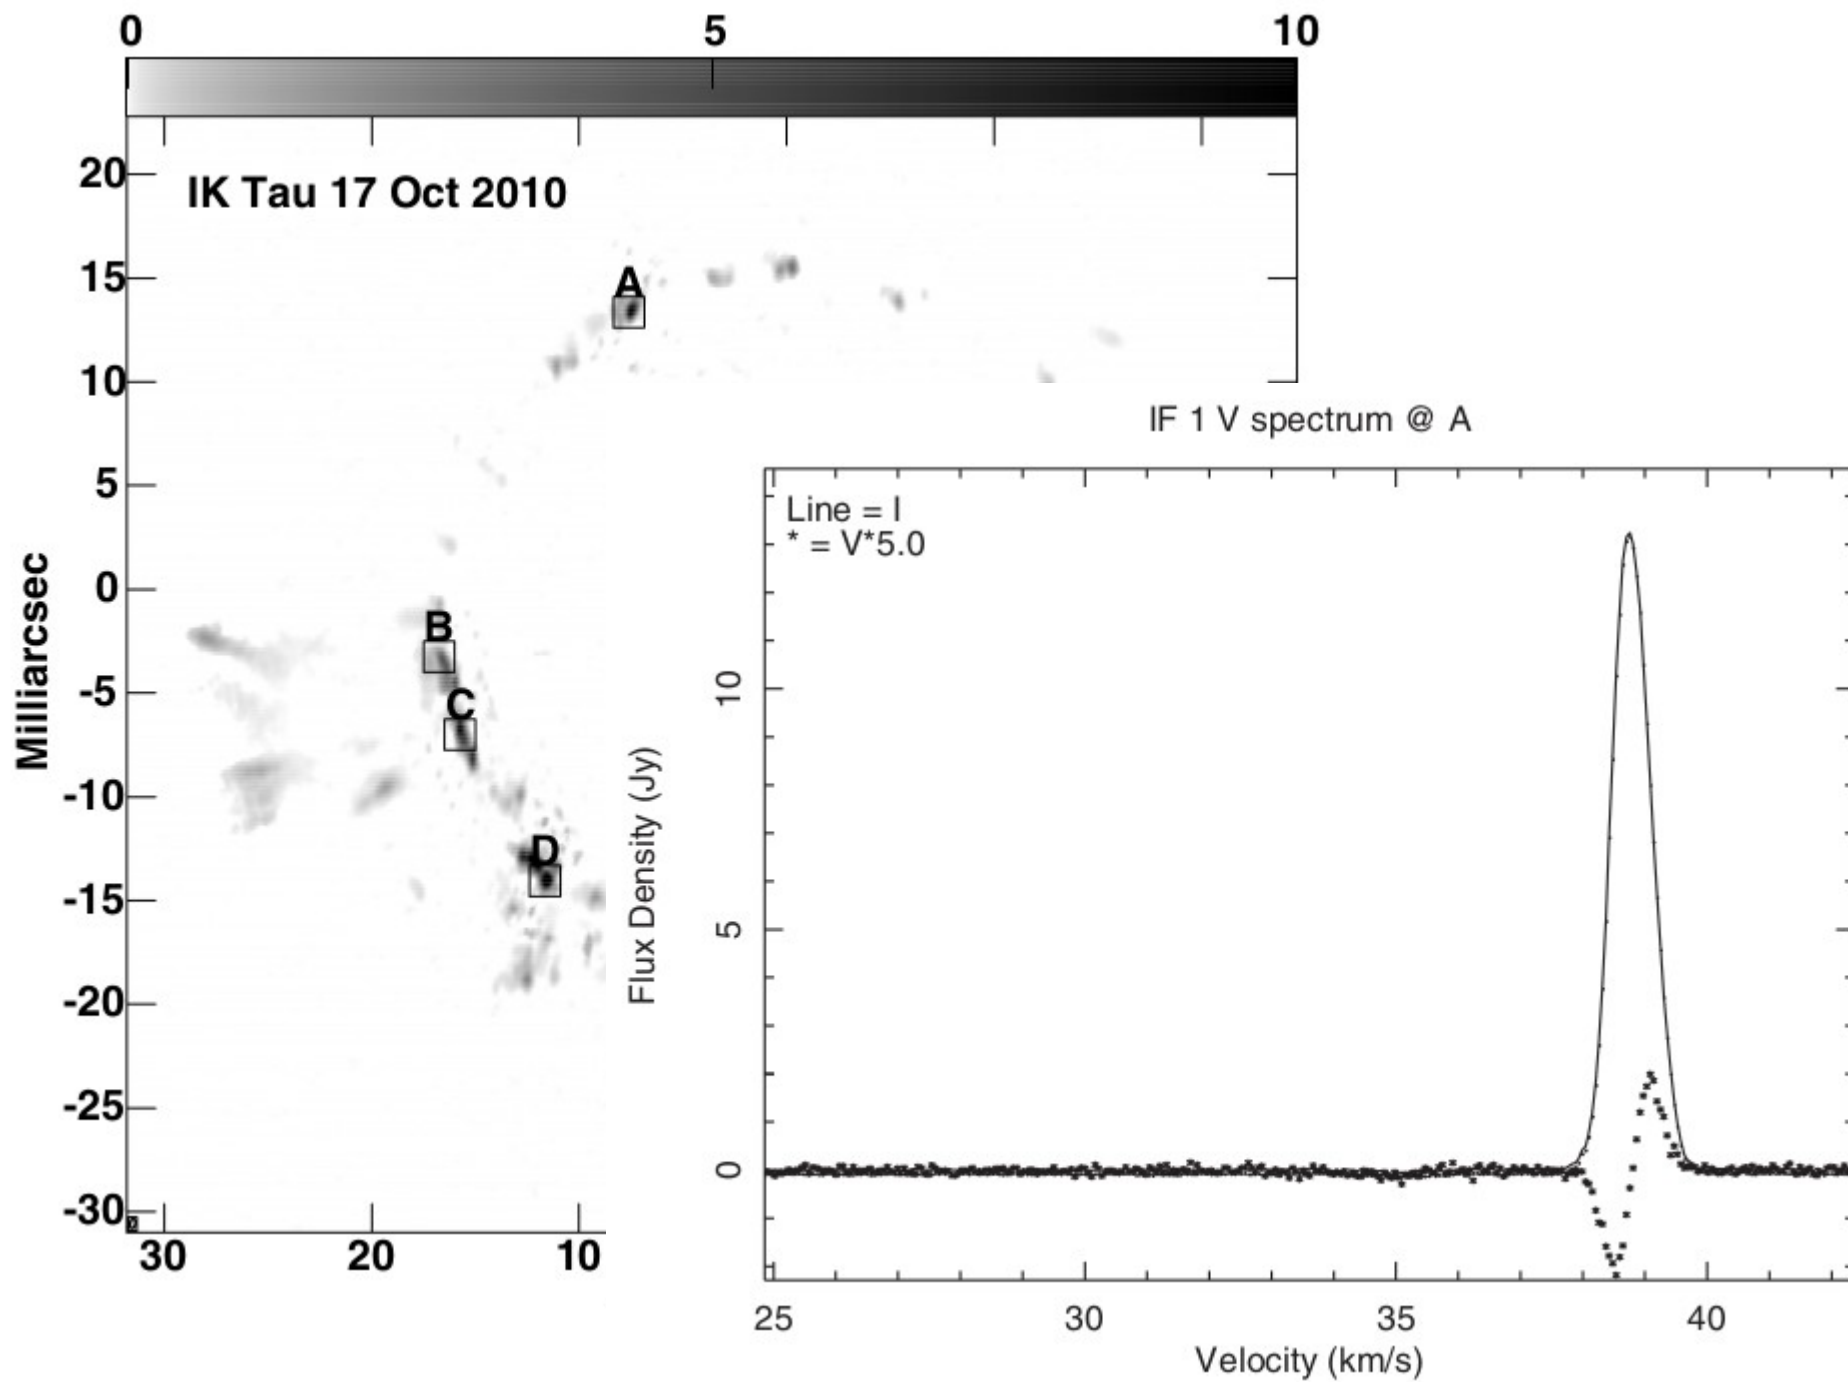 0 5 10
IK Tau 17 Oct 2010
20
15
10
5
0
-5
-10
-15
-20
-25
-30
Milliarcsec
A
B
C
D
30 20 10
IF 1 V spectrum @ A
Line = I
* = V*5.0
10
5
0
Flux Density (Jy)
25 30 35 40
Velocity (km/s)